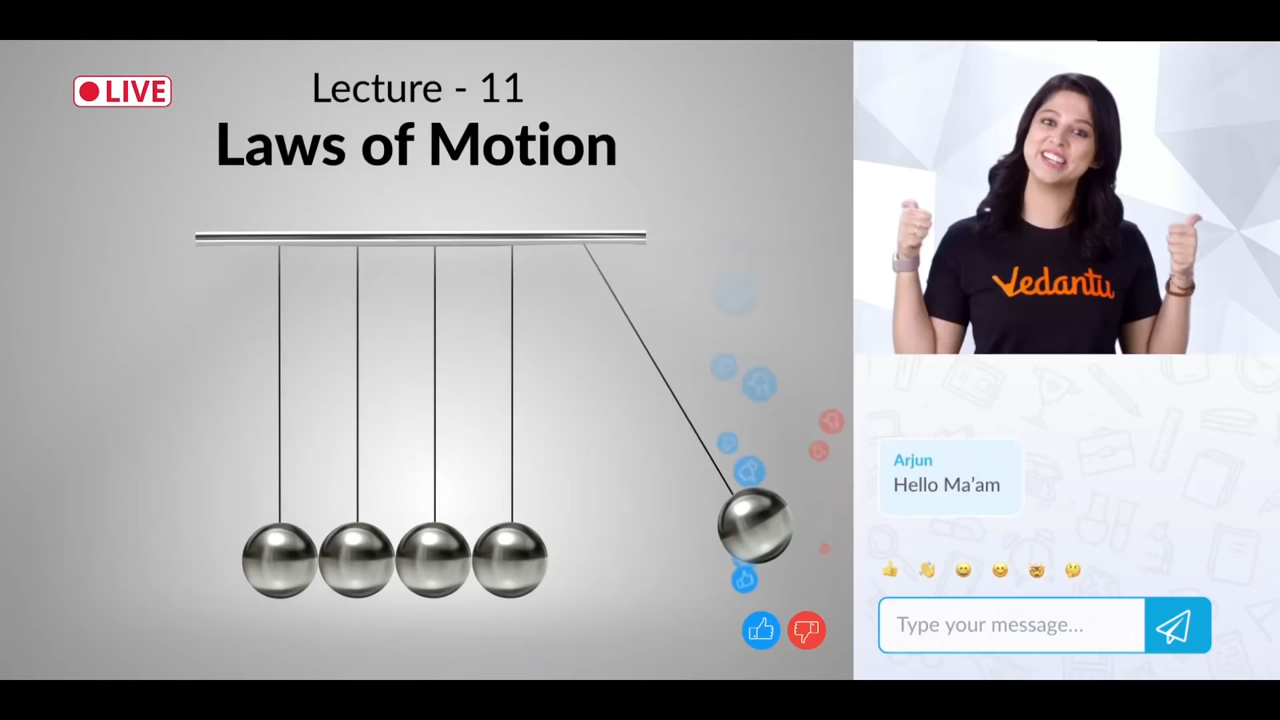 LIVE
Lecture - 11
Laws of Motion
Vedantu
Arjun
Hello Ma'am
Type your message...